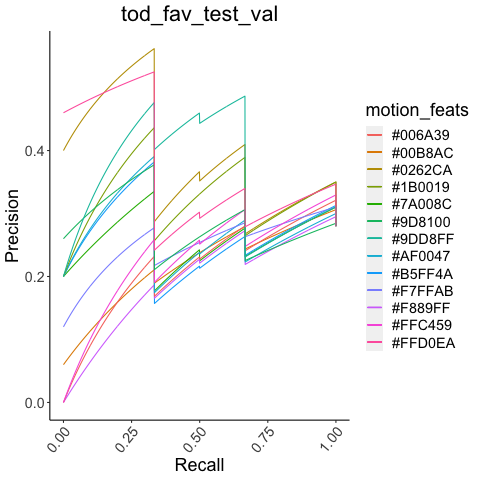 tod_fav_test_val
Precision
0.4
0.2
0.0
0.00
0.25
0.50
0.75
1.00
Recall
motion_feats
#006A39
#00B8AC
#0262CA
#1B0019
#7A008C
#9D8100
#9DD8FF
#AF0047
#B5FF4A
#F7FFAB
#F889FF
#FFC459
#FFD0EA